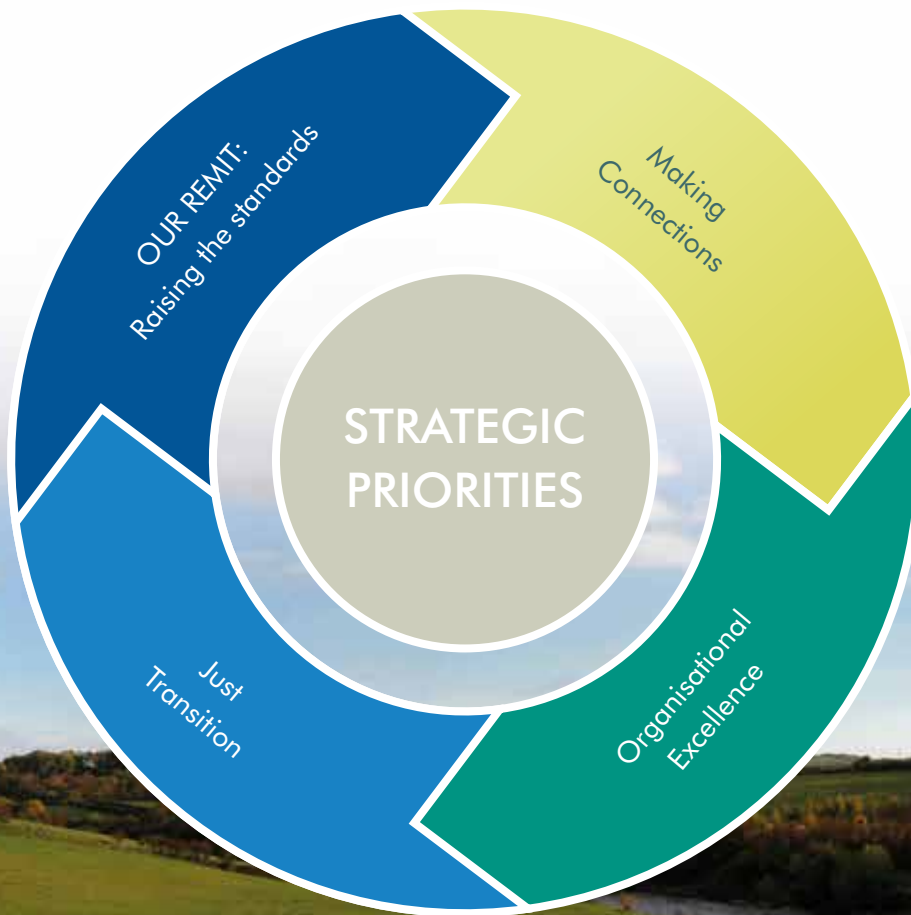 OUR REMIT:
Raising the standards
Making
Connections
STRATEGIC
PRIORITIES
Just
Transition
Organisational
Excellence